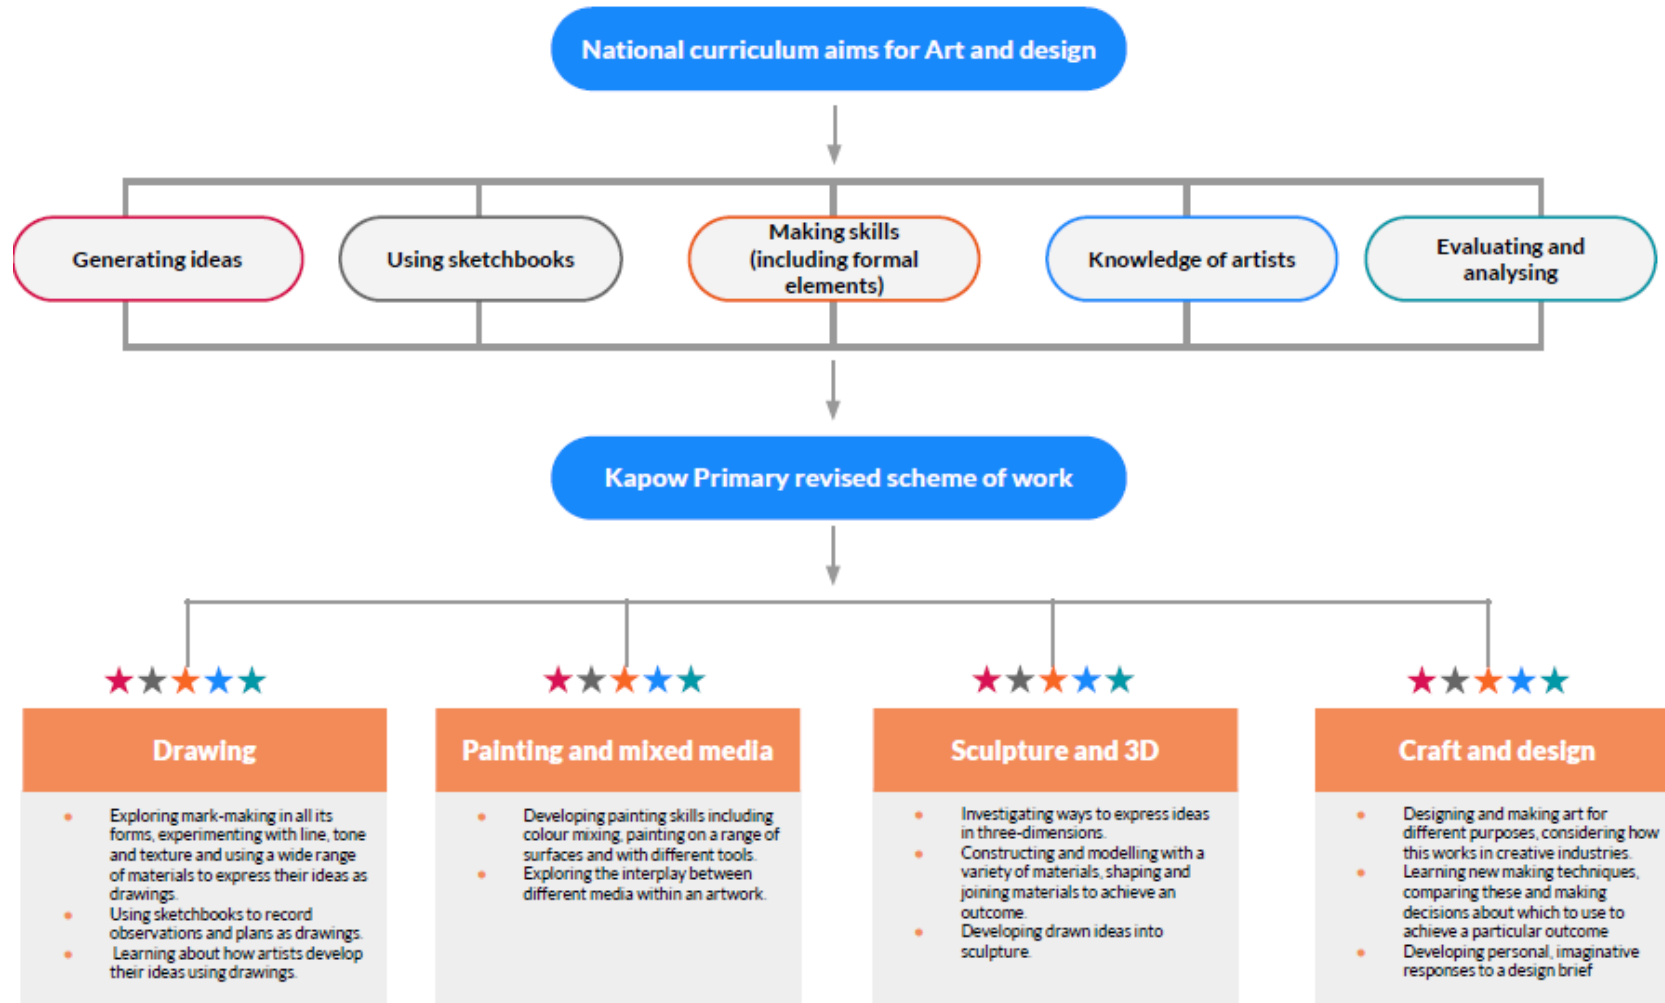 National curriculum aims for Art and design
Generating ideas
Using sketchbooks
Making skills
(including formal
elements)
Knowledge of artists
Evaluating and
analysing
Kapow Primary revised scheme of work
Drawing
• Exploring mark-making in all its
forms, experimenting with line, tone
and texture and using a wide range
of materials to express their ideas as
drawings.
• Using sketchbooks to record
observations and plans as drawings.
• Learning about how artists develop
their ideas using drawings.
Painting and mixed media
• Developing painting skills including
colour mixing, painting on a range of
surfaces and with different tools.
• Exploring the interplay between
different media within an artwork.
Sculpture and 3D
• Investigating ways to express ideas
in three-dimensions.
• Constructing and modelling with a
variety of materials, shaping and
joining materials to achieve an
outcome.
• Developing drawn ideas into
sculpture.
Craft and design
• Designing and making art for
different purposes, considering how
this works in creative industries.
• Learning new making techniques,
comparing these and making
decisions about which to use to
achieve a particular outcome
• Developing personal, imaginative
responses to a design brief